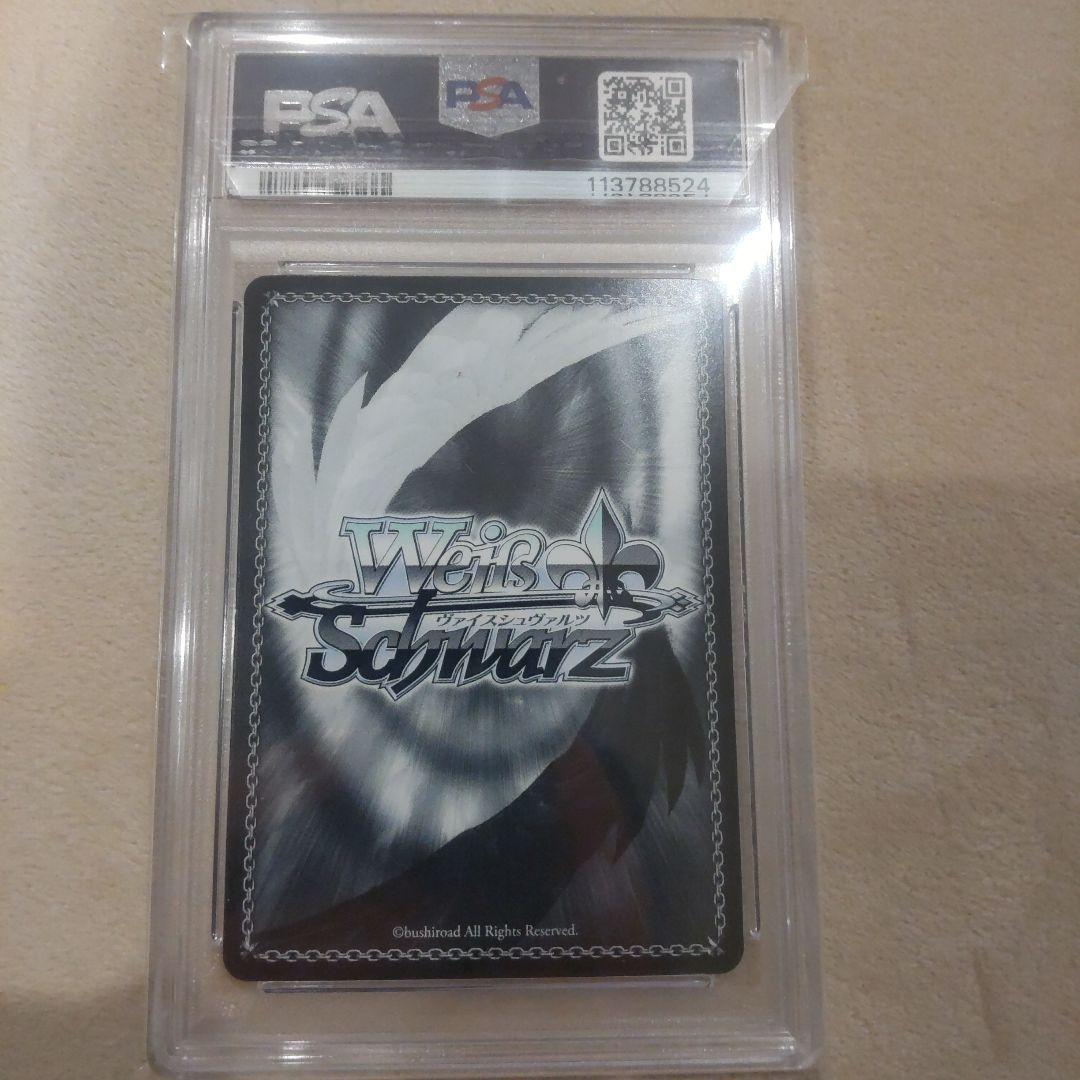 PSA
PSA
113788524
Weiß
ヴァイスシュヴァルツ
Schwarz
©bushiroad All Rights Reserved.